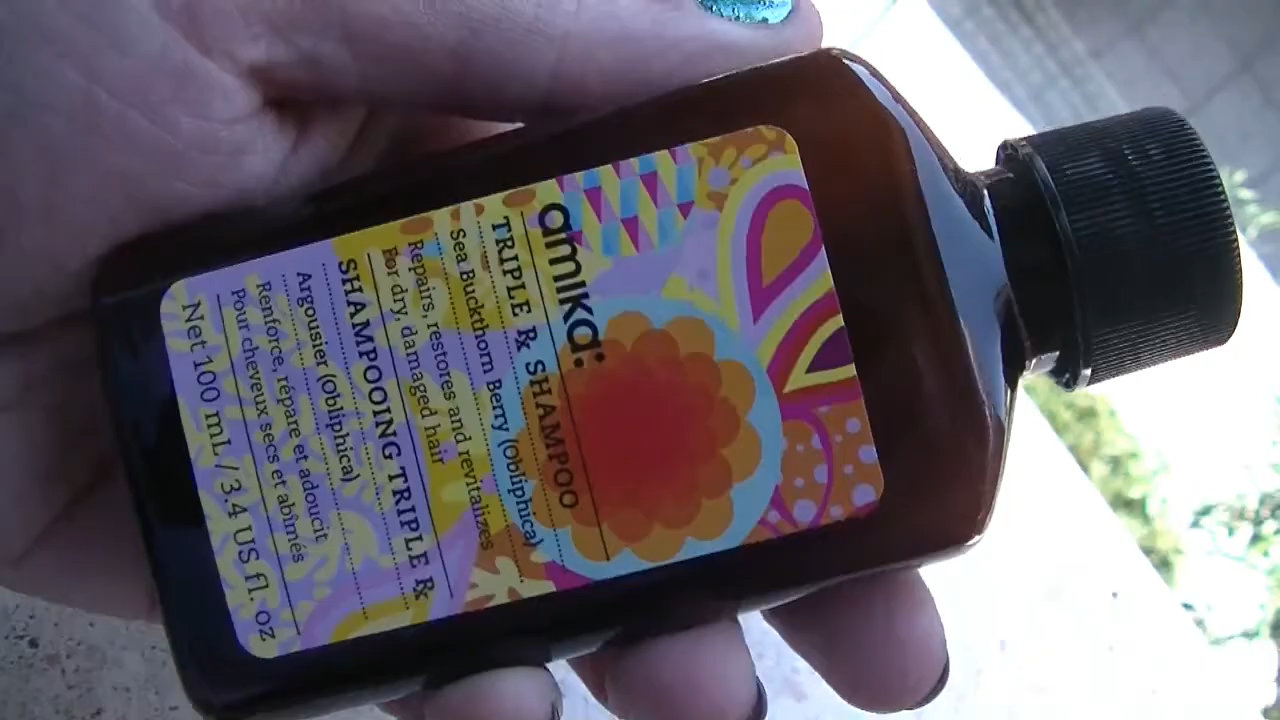 amika:
TRIPLE ℞ SHAMPOO
Sea Buckthorn Berry (Obliphica)
Repairs, restores and revitalizes
For dry, damaged hair
SHAMPOOING TRIPLE ℞
Argousier (Obliphica)
Renforce, répare et adoucit
Pour cheveux secs et abîmés
Net 100 mL / 3.4 US fl. oz